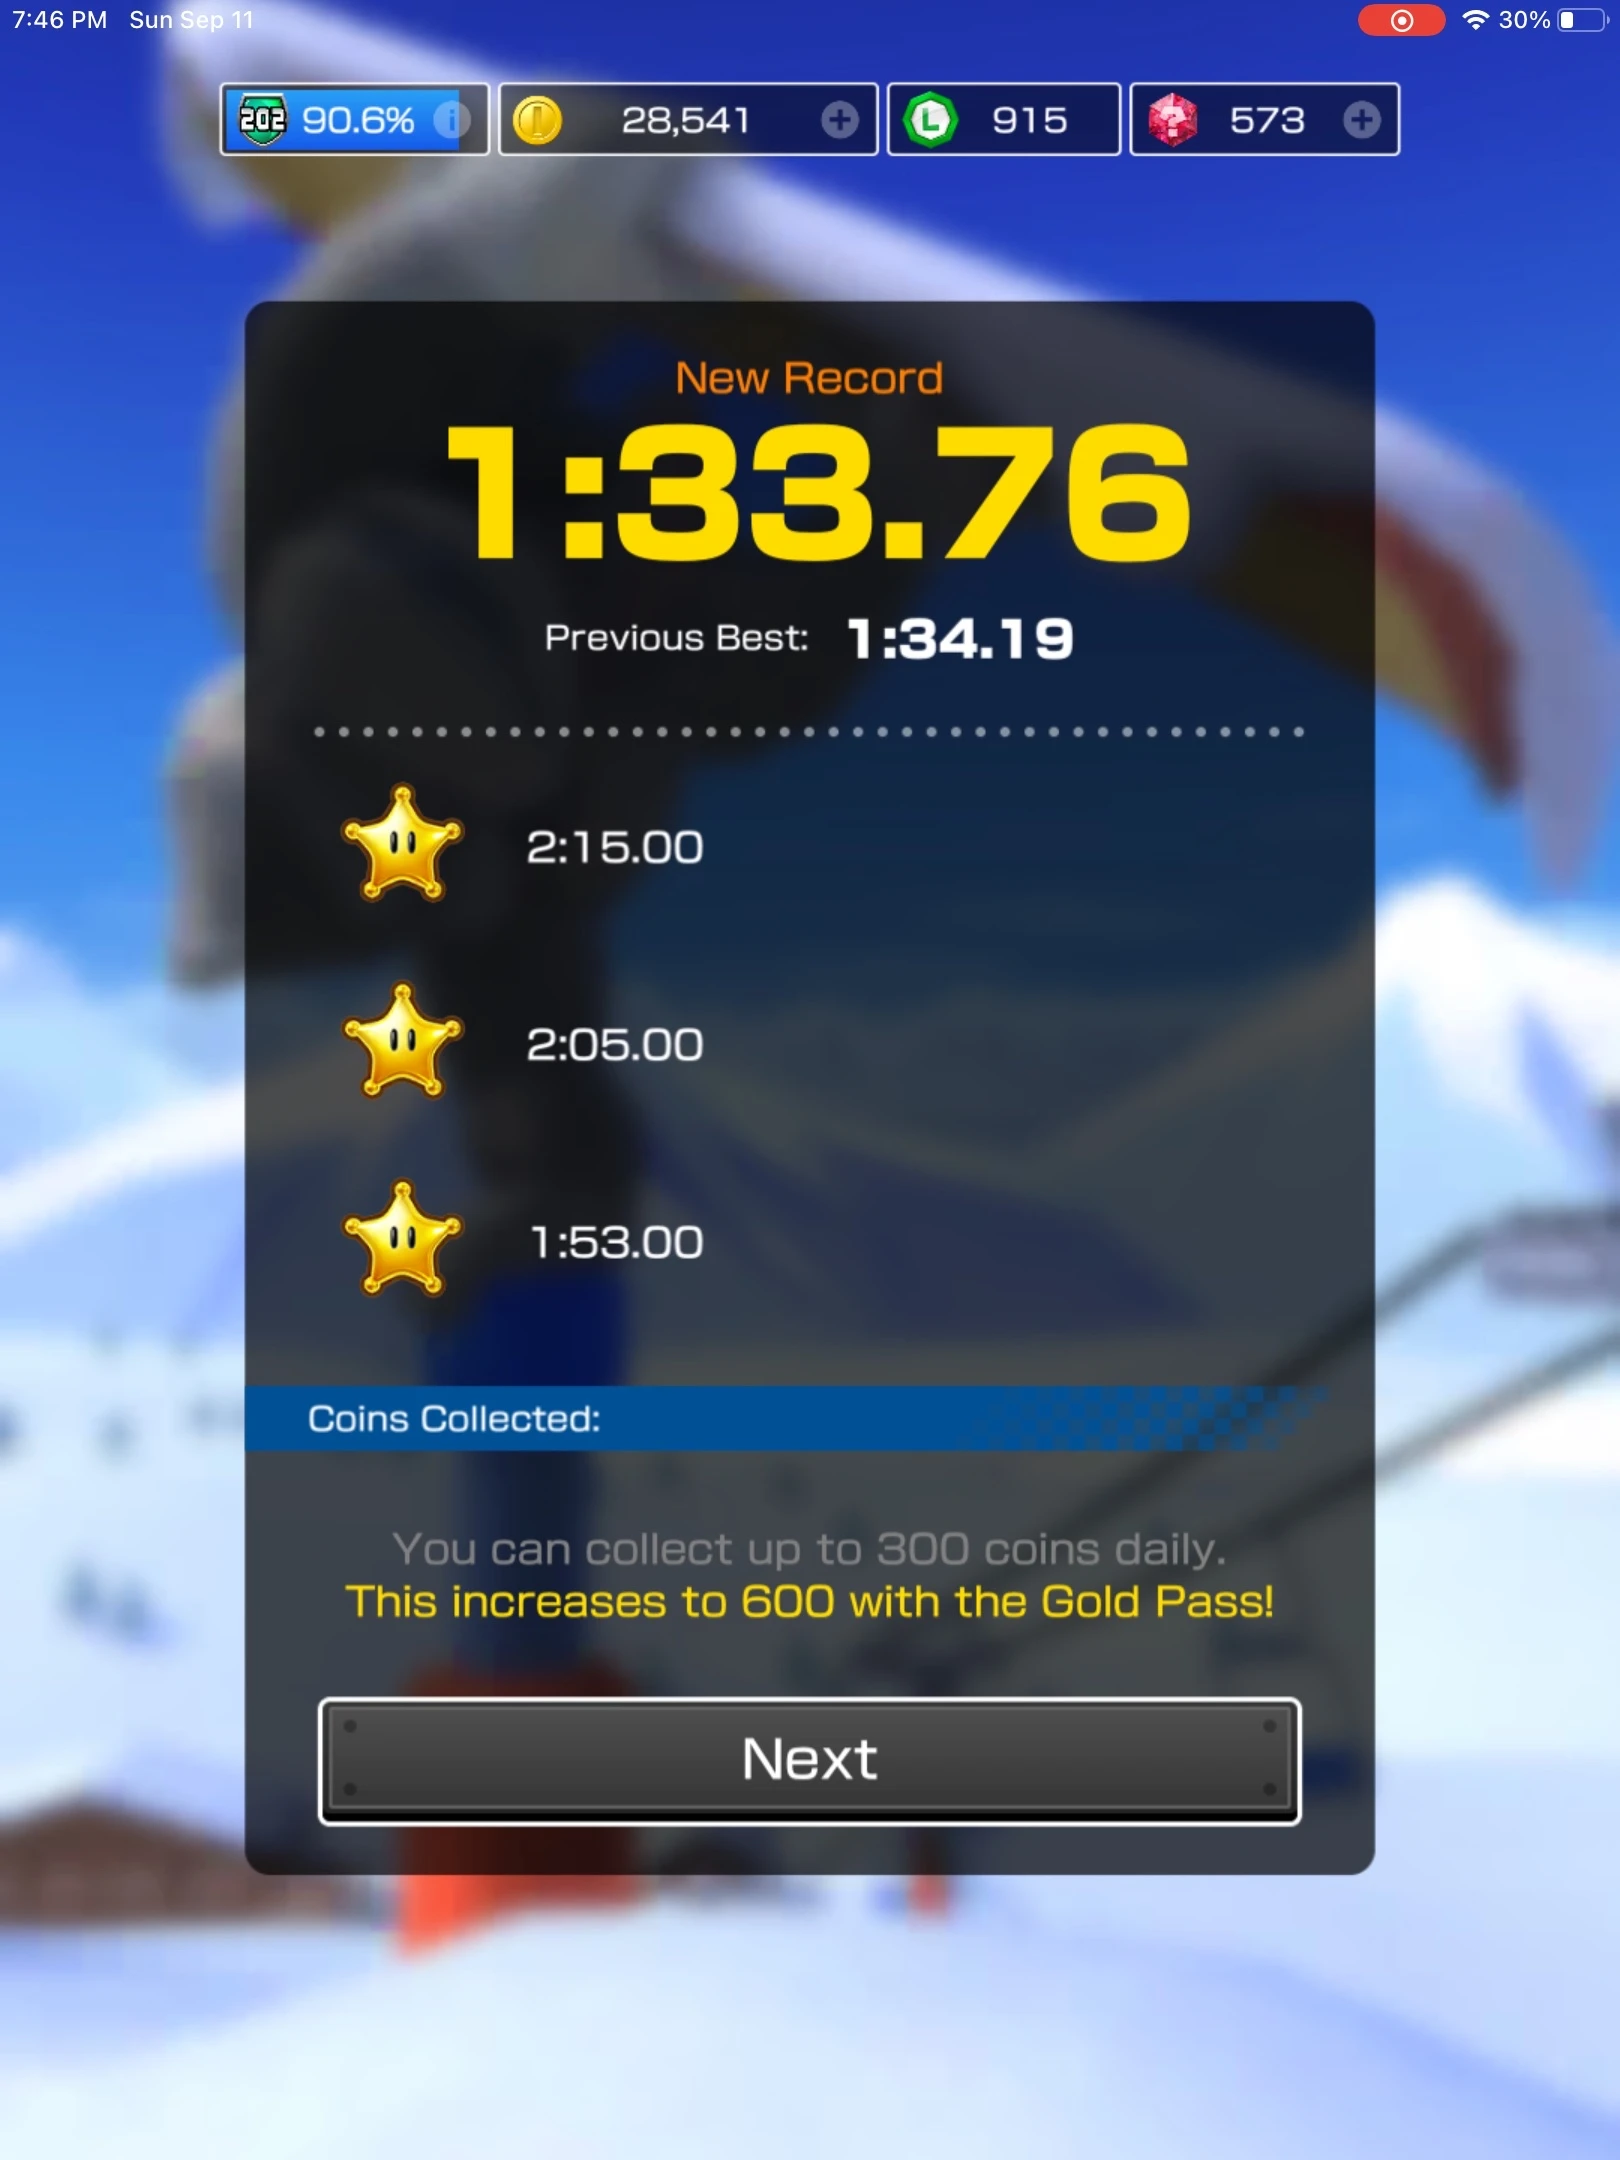 7:46 PM Sun Sep 11 30%
202 90.6% i 28,541 + L 915 ? 573 +
New Record
1:33.76
Previous Best: 1:34.19
2:15.00
2:05.00
1:53.00
Coins Collected:
You can collect up to 300 coins daily.
This increases to 600 with the Gold Pass!
Next